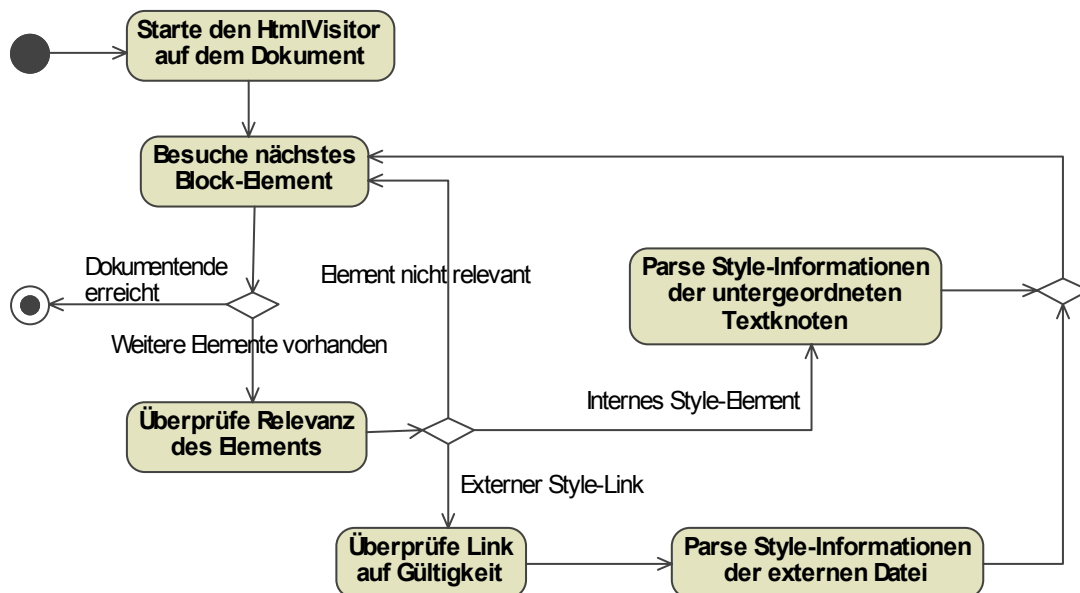 Starte den HtmlVisitor
auf dem Dokument
Besuche nächstes
Block-Element
Dokumentende
erreicht
Element nicht relevant
Parse Style-Informationen
der untergeordneten
Textknoten
Weitere Elemente vorhanden
Internes Style-Element
Überprüfe Relevanz
des Elements
Externer Style-Link
Überprüfe Link
auf Gültigkeit
Parse Style-Informationen
der externen Datei